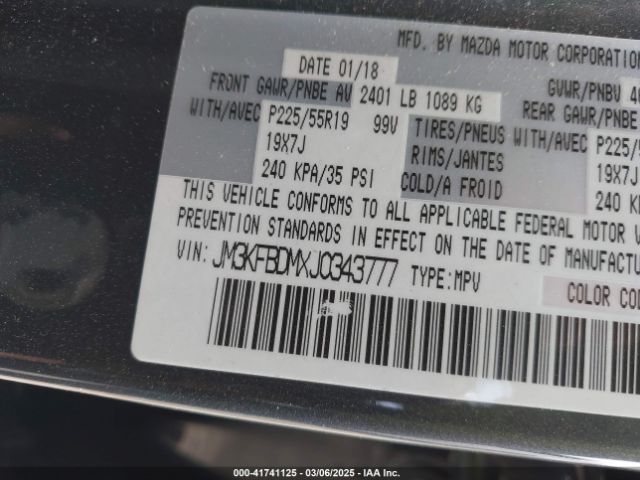 MFD. BY MAZDA MOTOR CORPORATION
DATE 01/18
GVWR/PNBV
FRONT GAWR/PNBE AV 2401 LB 1089 KG
REAR GAWR/PNBE
WITH/AVEC P225/55R19 99V TIRES/PNEUS WITH/AVEC P225/
19X7J RIMS/JANTES 19X7J
240 KPA/35 PSI COLD/A FROID 240
THIS VEHICLE CONFORMS TO ALL APPLICABLE FEDERAL MOTOR
PREVENTION STANDARDS IN EFFECT ON THE DATE OF MANUFACTU
VIN: JM3KFBDMXJ0343777 TYPE:MPV
COLOR COD
000-41741125 - 03/06/2025 - IAA///